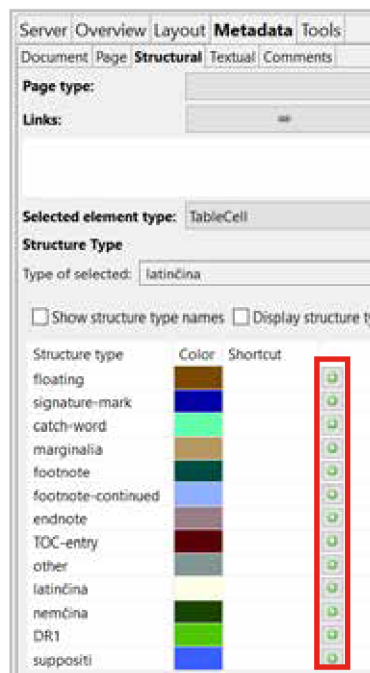 Server Overview Layout Metadata Tools
Document Page Structural Textual Comments
Page type:
Links:
Selected element type: TableCell
Structure Type
Type of selected: latinčina
Show structure type names Display structure ty
Structure type Color Shortcut
floating
signature-mark
catch-word
marginalia
footnote
footnote-continued
endnote
TOC-entry
other
latinčina
nemčina
DR1
suppositi